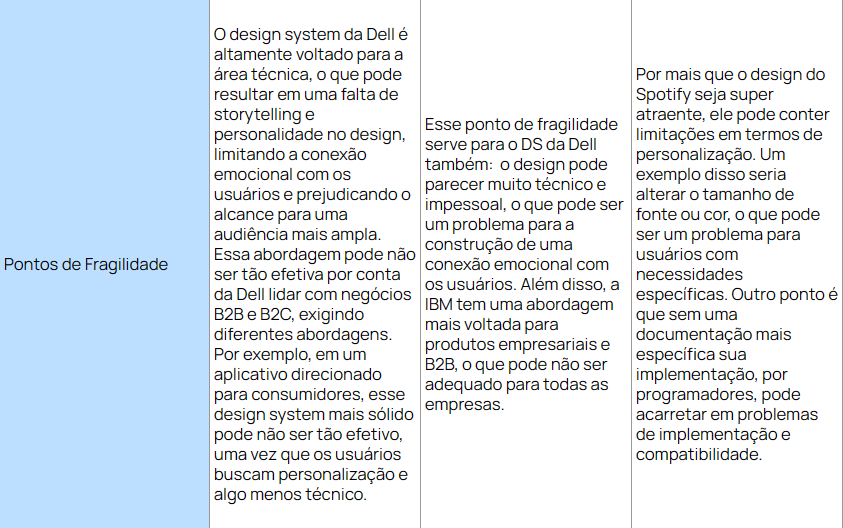 Pontos de Fragilidade
O design system da Dell é
altamente voltado para a
área técnica, o que pode
resultar em uma falta de
storytelling e
personalidade no design,
limitando a conexão
emocional com os
usuários e prejudicando o
alcance para uma
audiência mais ampla.
Essa abordagem pode não
ser tão efetiva por conta
da Dell lidar com negócios
B2B e B2C, exigindo
diferentes abordagens.
Por exemplo, em um
aplicativo direcionado
para consumidores, esse
design system mais sólido
pode não ser tão efetivo,
uma vez que os usuários
buscam personalização e
algo menos técnico.
Esse ponto de fragilidade
serve para o DS da Dell
também:  o design pode
parecer muito técnico e
impessoal, o que pode ser
um problema para a
construção de uma
conexão emocional com
os usuários. Além disso, a
IBM tem uma abordagem
mais voltada para
produtos empresariais e
B2B, o que pode não ser
adequado para todas as
empresas.
Por mais que o design do
Spotify seja super
atraente, ele pode conter
limitações em termos de
personalização. Um
exemplo disso seria
alterar o tamanho de
fonte ou cor, o que pode
ser um problema para
usuários com
necessidades
específicas. Outro ponto é
que sem uma
documentação mais
específica sua
implementação, por
programadores, pode
acarretar em problemas
de implementação e
compatibilidade.